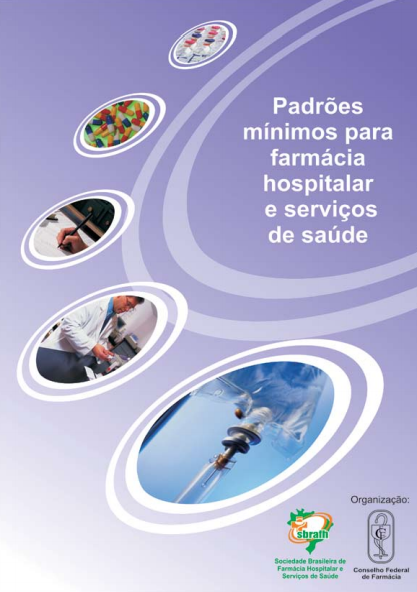 Padrões
mínimos para
farmácia
hospitalar
e serviços
de saúde
Organização:
sbrafh
Sociedade Brasileira de
Farmácia Hospitalar e
Serviços de Saúde
Conselho Federal
de Farmácia